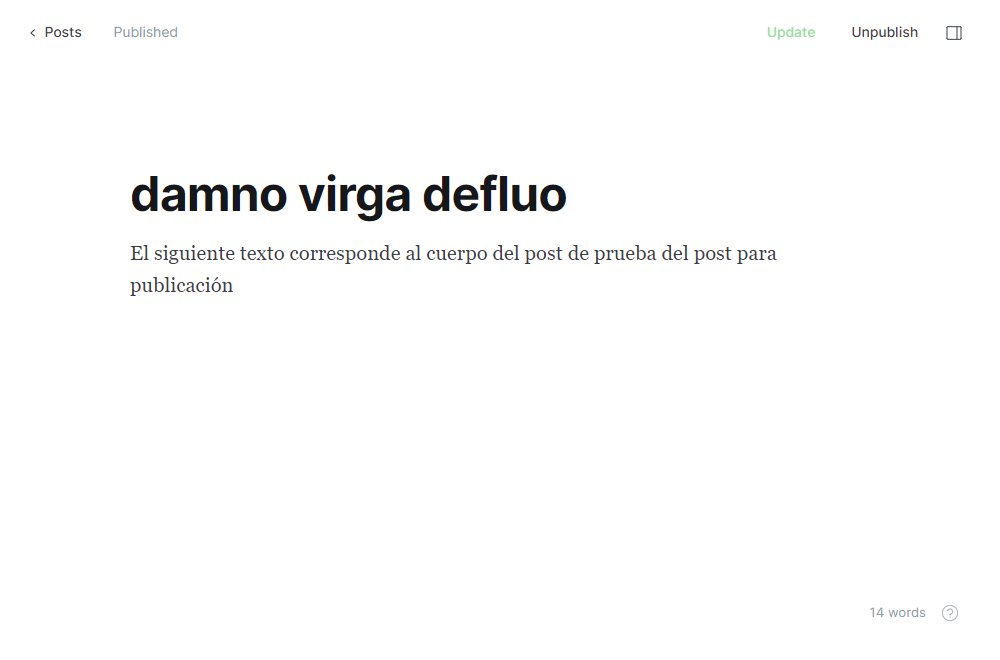 Posts
Published
Update
Unpublish
damno virga defluo
El siguiente texto corresponde al cuerpo del post de prueba del post para
publicación
14 words
?